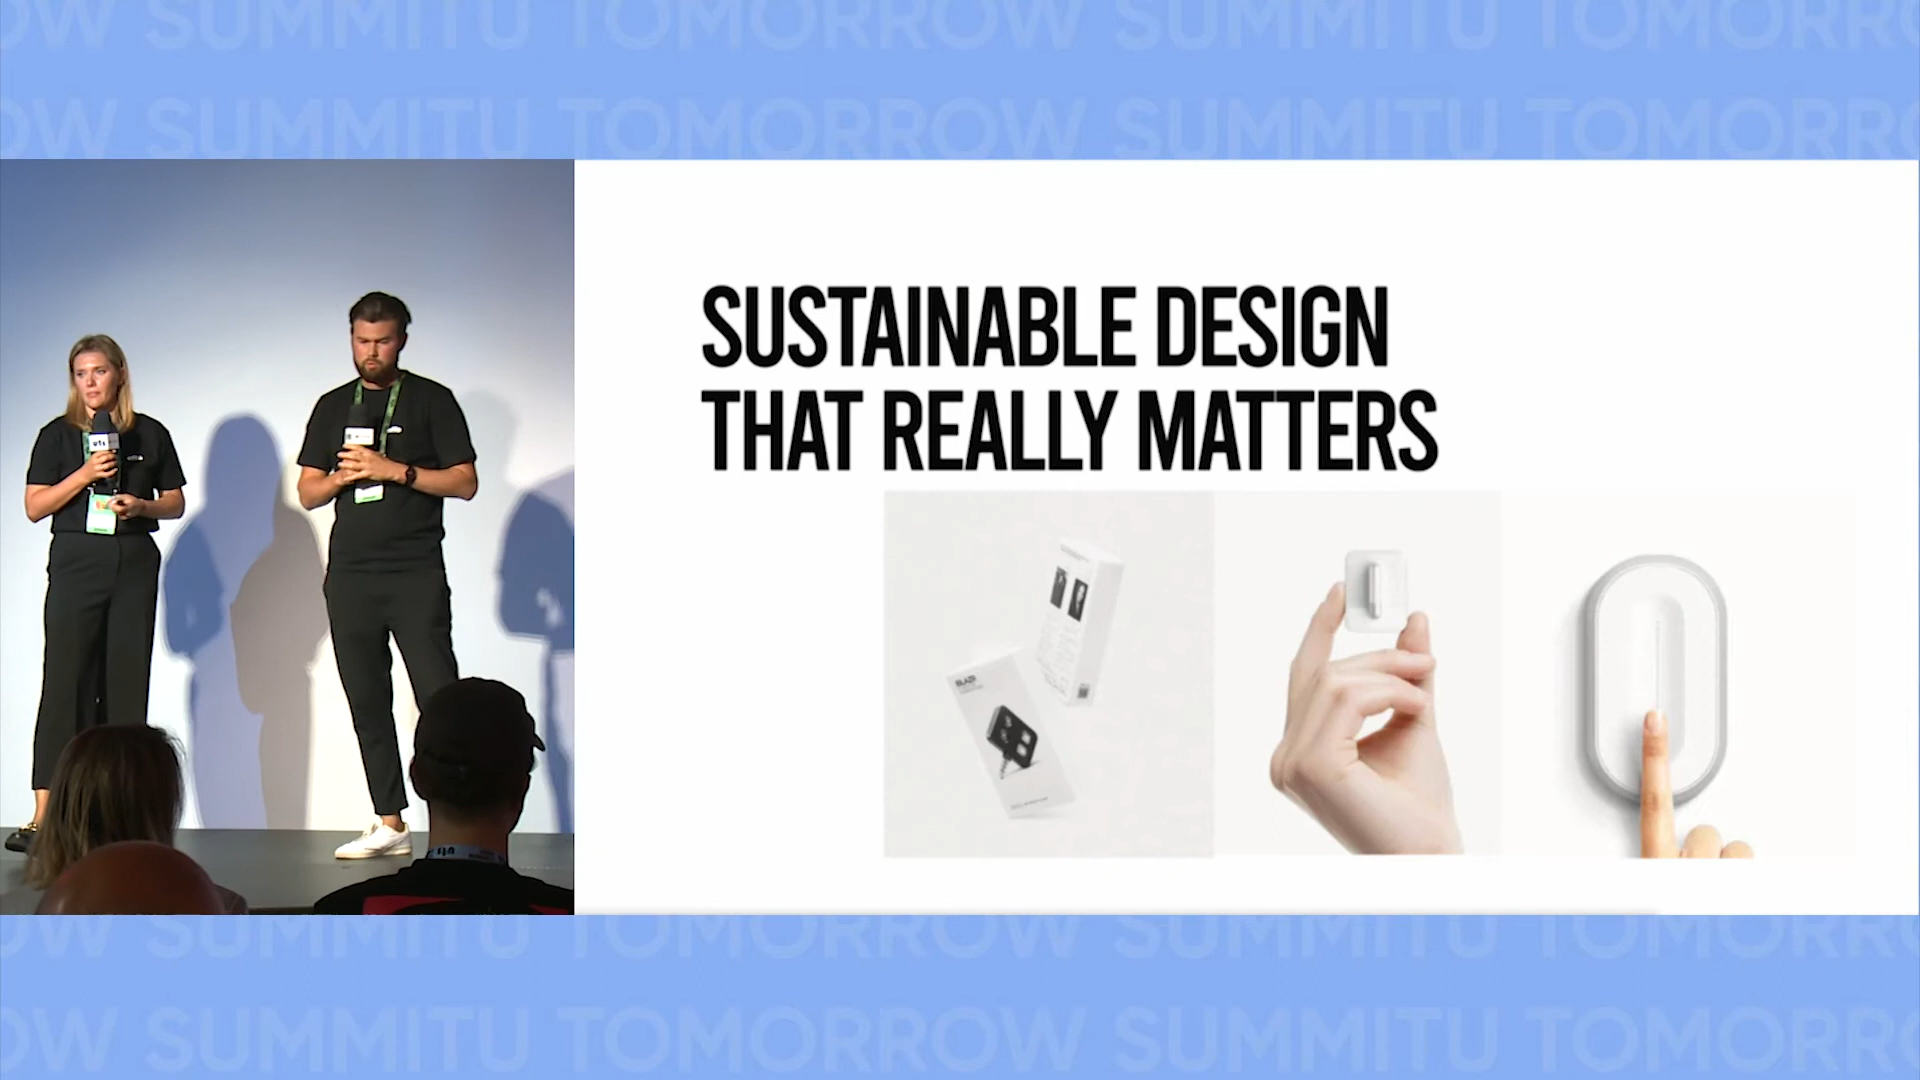 OW SUMMITU TOMORROW SUMMITU TOMORRO
OW SUMMITU TOMORROW SUMMITU TOMORRO
SUSTAINABLE DESIGN
THAT REALLY MATTERS
uts
OW SUMMITU TOMORROW SUMMITU TOMORRO
OW SUMMITU TOMORROW SUMMITU TOMORRO